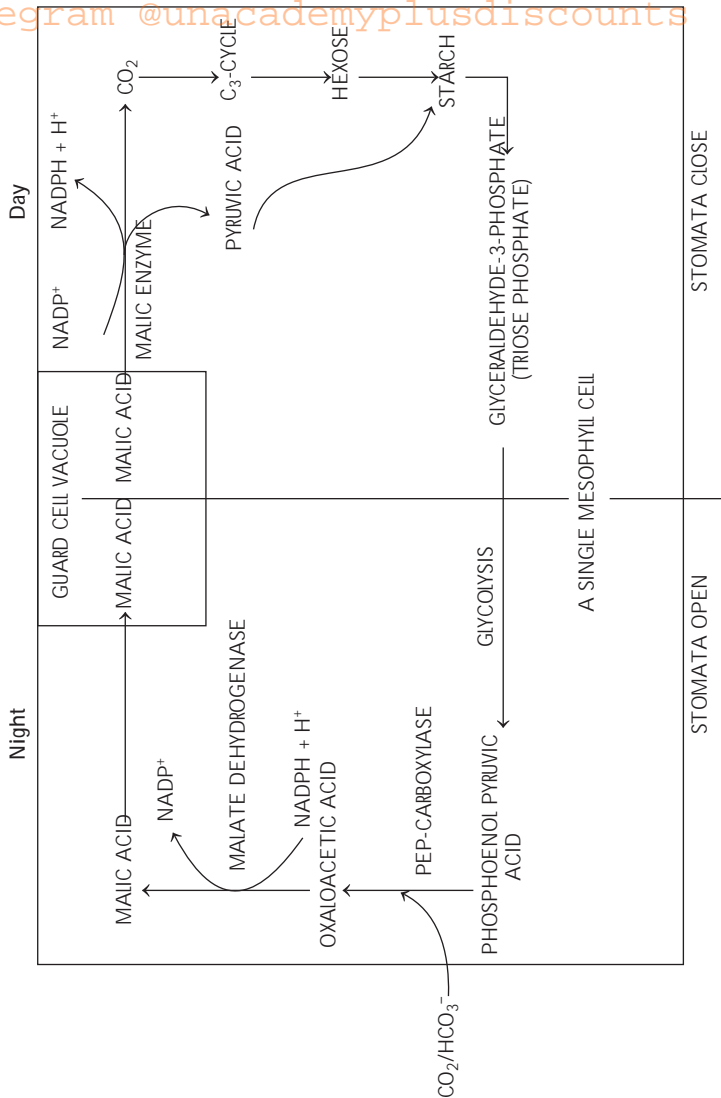 egram @unacademyplusdiscounts
Night
Day
GUARD CELL VACUOLE
MALIC ACID
MALIC ACID
MALIC ACID
NADP⁺
NADPH + H⁺
MALIC ENZYME
CO₂
C₃-CYCLE
HEXOSE
STARCH
PYRUVIC ACID
NADP⁺
MALATE DEHYDROGENASE
NADPH + H⁺
OXALOACETIC ACID
PEP-CARBOXYLASE
CO₂/HCO₃⁻
PHOSPHOENOL PYRUVIC
ACID
GLYCOLYSIS
GLYCERALDEHYDE-3-PHOSPHATE
(TRIOSE PHOSPHATE)
A SINGLE MESOPHYLL CELL
STOMATA OPEN
STOMATA CLOSE